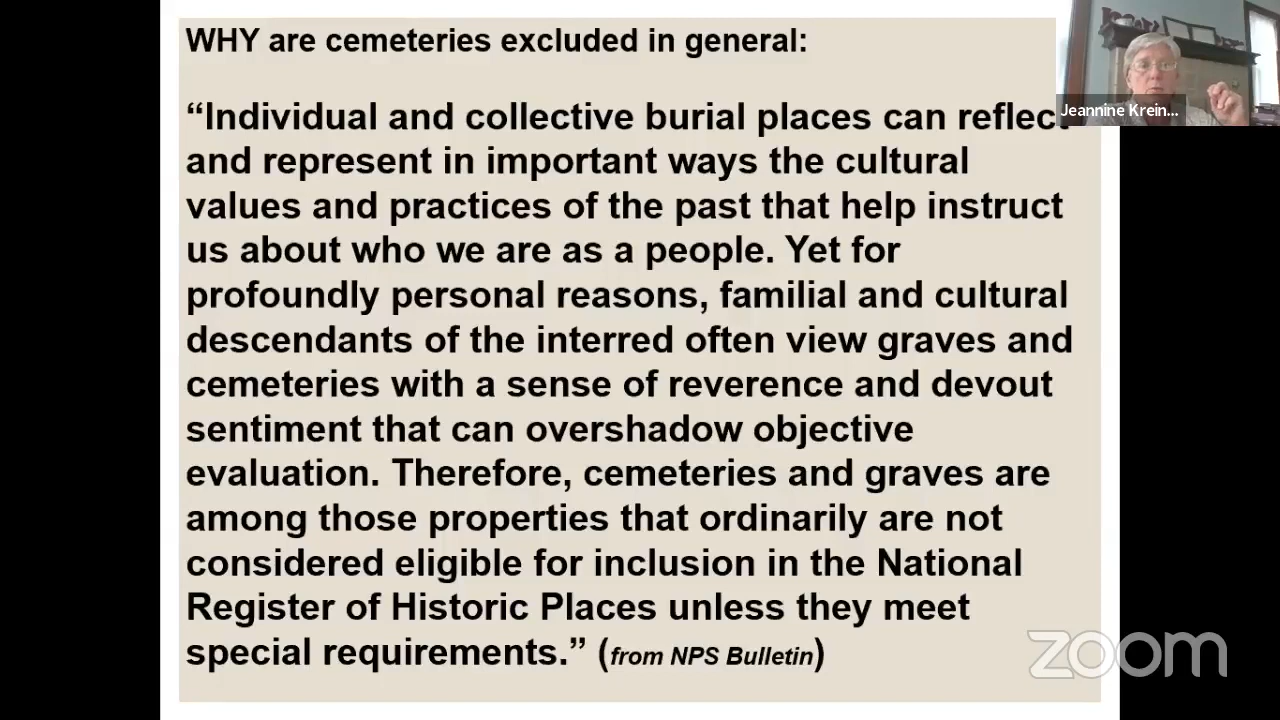 WHY are cemeteries excluded in general:
“Individual and collective burial places can reflect
and represent in important ways the cultural
values and practices of the past that help instruct
us about who we are as a people. Yet for
profoundly personal reasons, familial and cultural
descendants of the interred often view graves and
cemeteries with a sense of reverence and devout
sentiment that can overshadow objective
evaluation. Therefore, cemeteries and graves are
among those properties that ordinarily are not
considered eligible for inclusion in the National
Register of Historic Places unless they meet
special requirements.” (from NPS Bulletin)
Jeannine Krein...
zoom